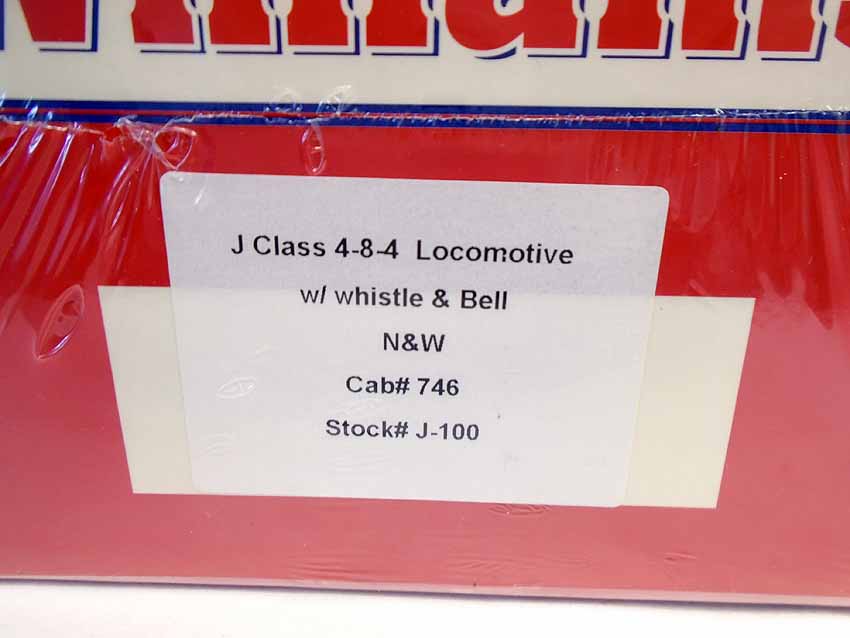 J Class 4-8-4 Locomotive
w/ whistle & Bell
N&W
Cab# 746
Stock# J-100